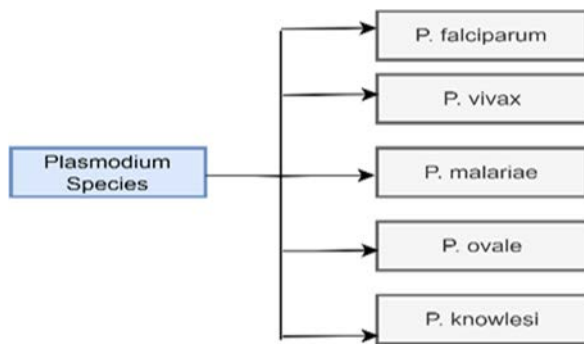 P. falciparum
P. vivax
Plasmodium
Species
P. malariae
P. ovale
P. knowlesi